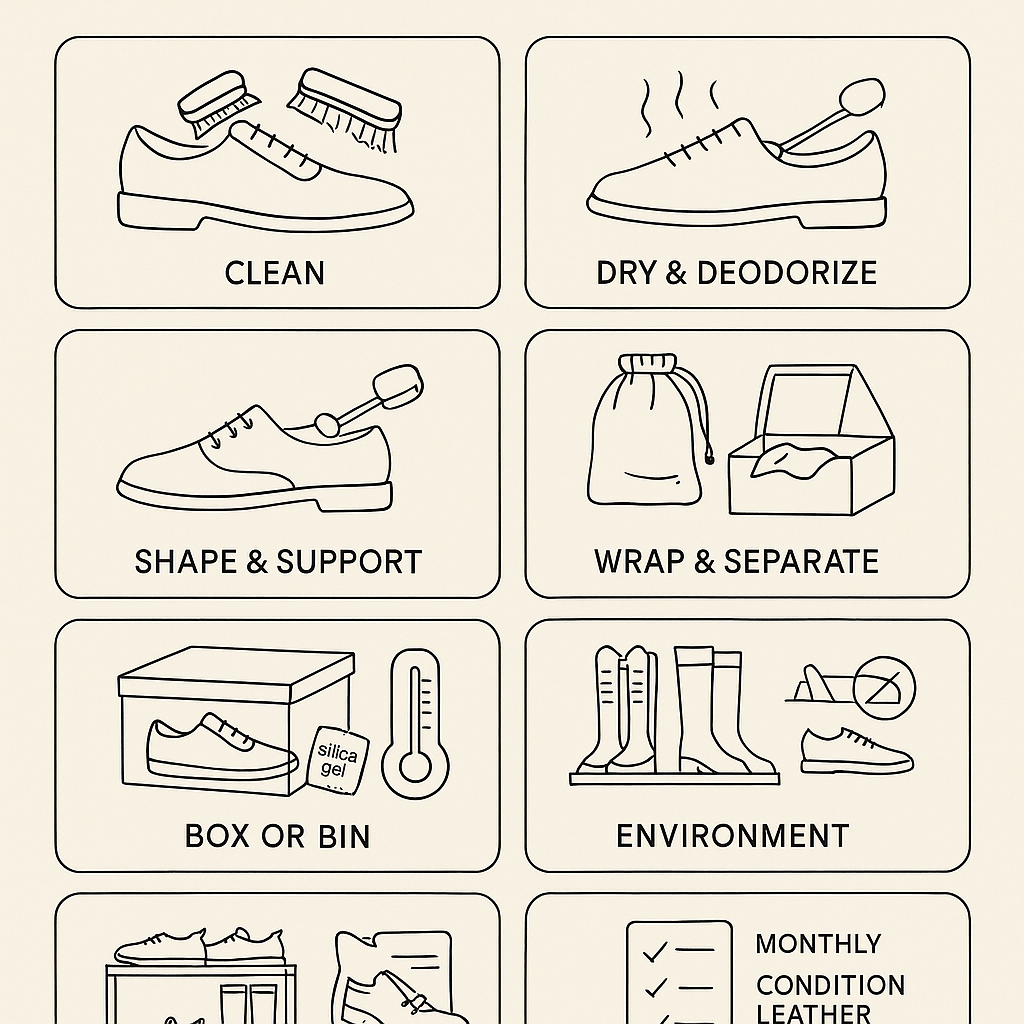 CLEAN
DRY & DEODORIZE
SHAPE & SUPPORT
WRAP & SEPARATE
silica
gel
BOX OR BIN
ENVIRONMENT
MONTHLY
CONDITION
LEATHER